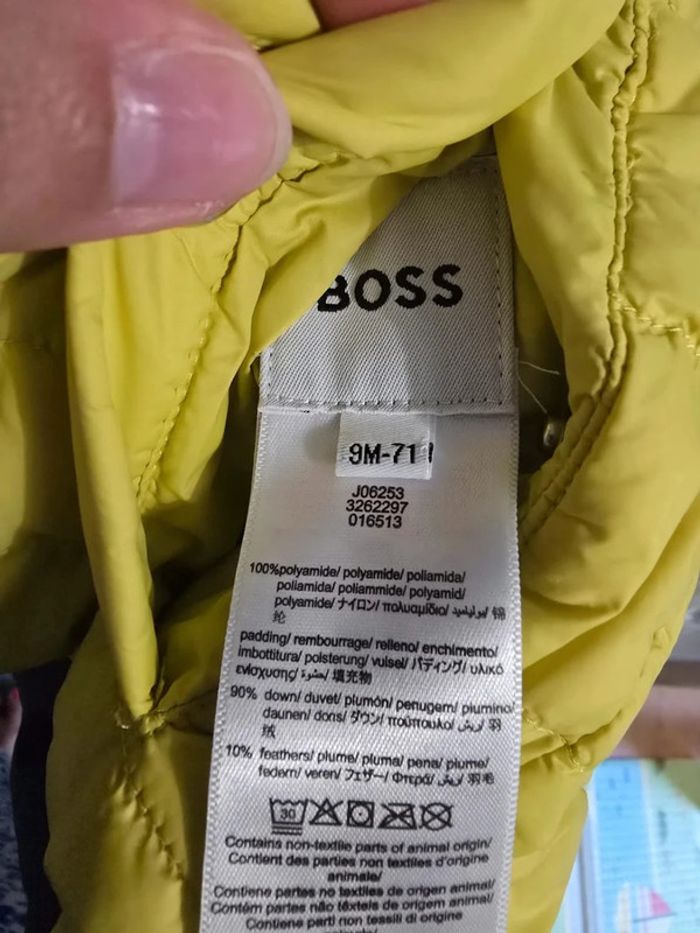 BOSS
9M-71
J06253
3262297
016513
100%polyamide/ polyamide/ poliamida/
poliamida/ poliammide/ polyamid/
polyamide/ ナイロン/ πολυαμίδιο/ بوليأميد/ 锦
纶
padding/ rembourrage/ relleno/ enchimento/
imbottitura/ polsterung/ vulsel/ パディング/ υλικό
ενίσχυσης/ حشوة/ 填充物
90% down/ duvet/ plumón/ penugem/ piumino/
daunen/ dons/ ダウン/ πούπουλο/ زغب ريش/ 羽
绒
10% feathers/ plume/ pluma/ pena/ piume/
federn/ veren/ フェザー/ Φτερά/ ريش/ 羽毛
30
Contains non-textile parts of animal origin/
Contient des parties non textiles d'origine
animale/
Contiene partes no textiles de origen animal/
Contém partes não têxteis de origem animal/
Contiene parti non tessili di origine